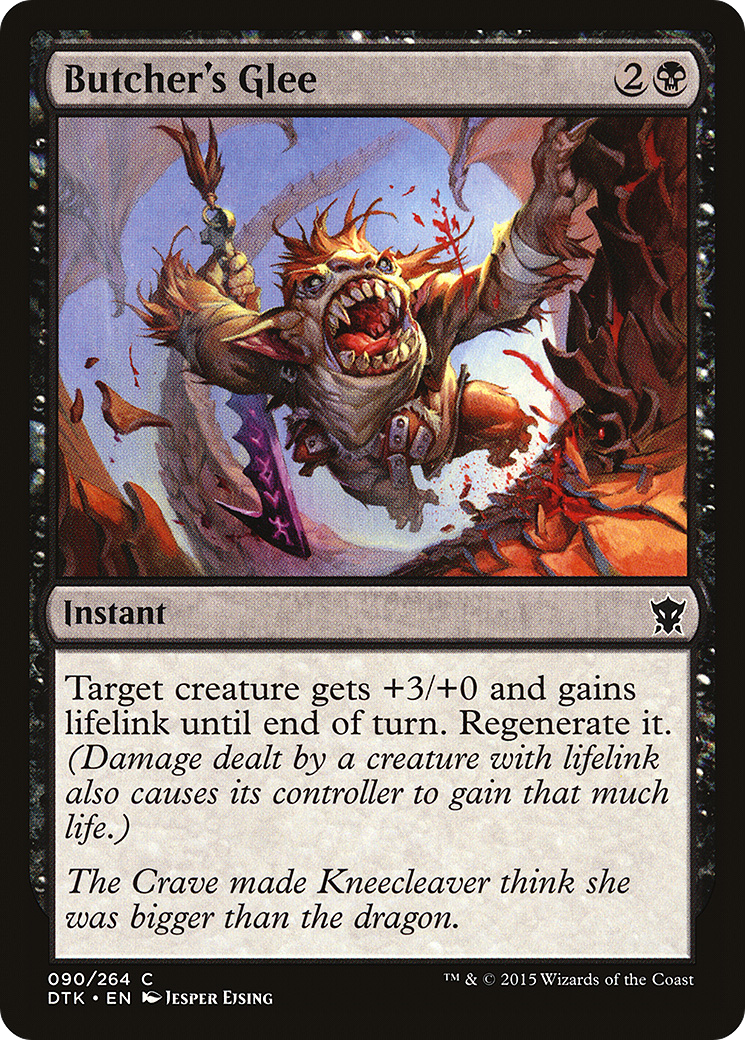 Butcher's Glee 2
Instant
Target creature gets +3/+0 and gains
lifelink until end of turn. Regenerate it.
(Damage dealt by a creature with lifelink
also causes its controller to gain that much
life.)
The Crave made Kneecleaver think she
was bigger than the dragon.
090/264 C
DTK • EN Jesper Ejsing
™ & © 2015 Wizards of the Coast